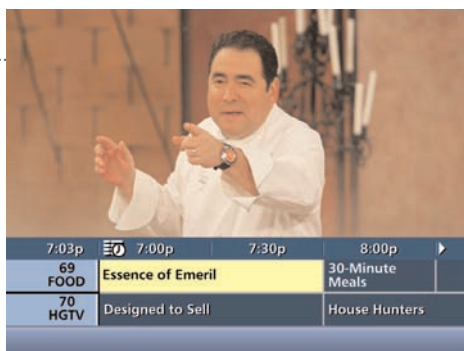 7:03p 7:00p 7:30p 8:00p
69 FOOD Essence of Emeril 30-Minute Meals
70 HGTV Designed to Sell House Hunters